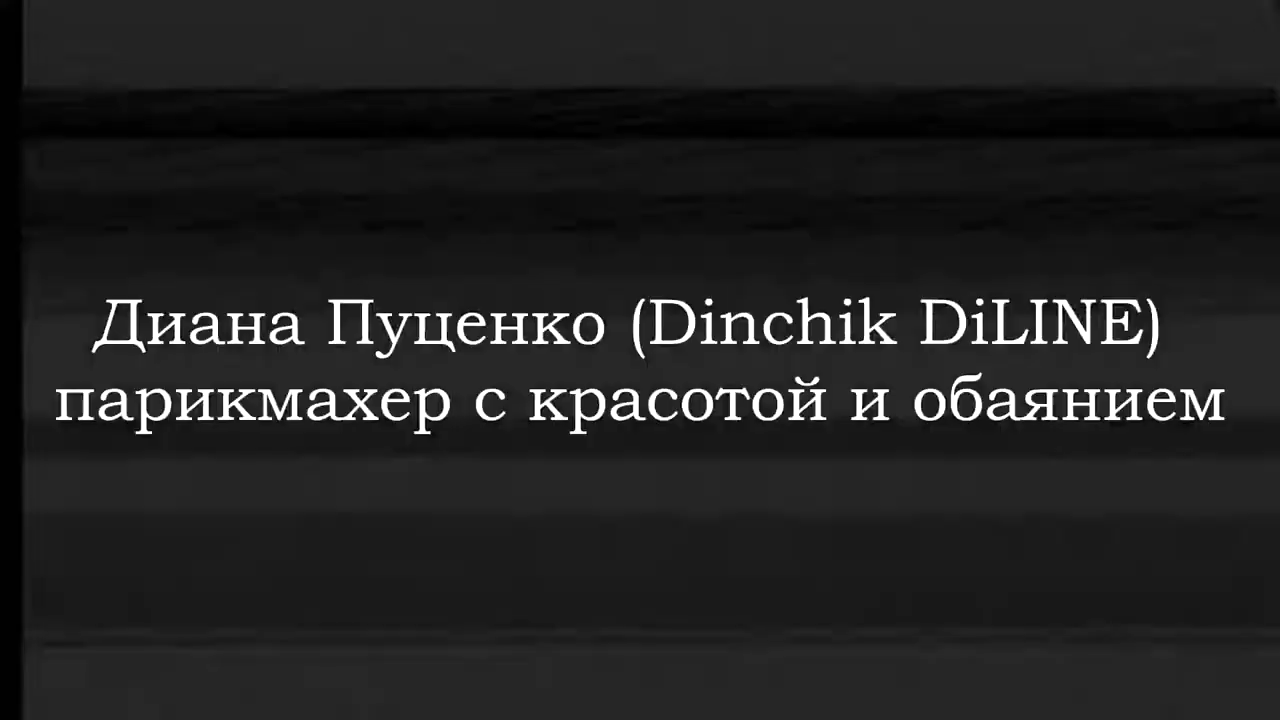 Диана Пуценко (Dinchik DiLINE)
парикмахер с красотой и обаянием